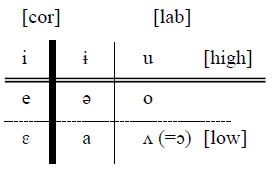 [cor] [lab]
i ɨ u [high]
e ə o
ɛ a ʌ (=ɔ) [low]